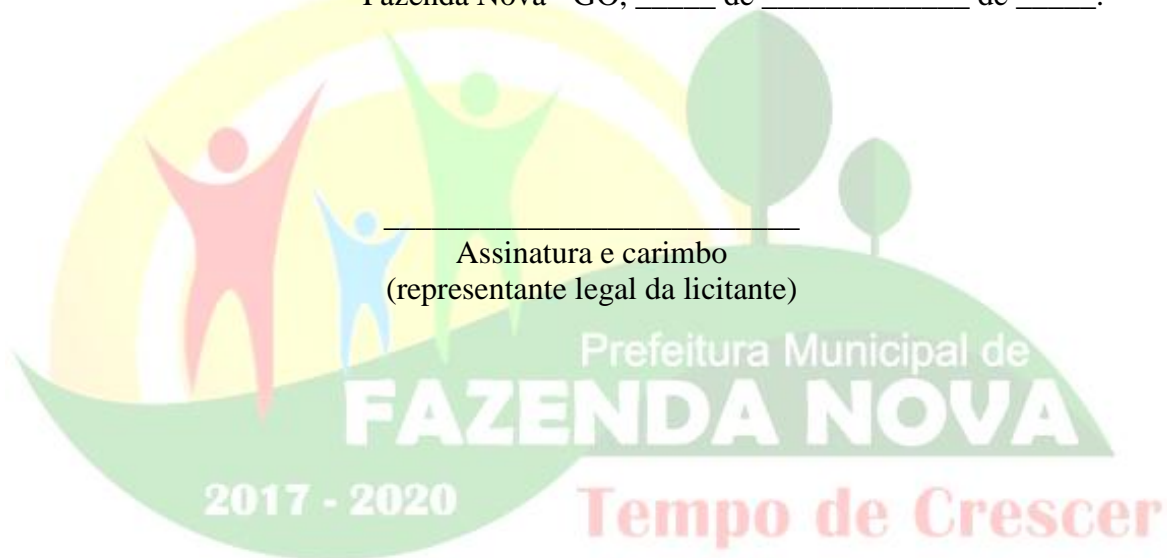 Fazenda Nova - GO, _____ de _____________ de _____.
__________________________
Assinatura e carimbo
(representante legal da licitante)
Prefeitura Municipal de
FAZENDA NOVA
2017 - 2020
Tempo de Crescer